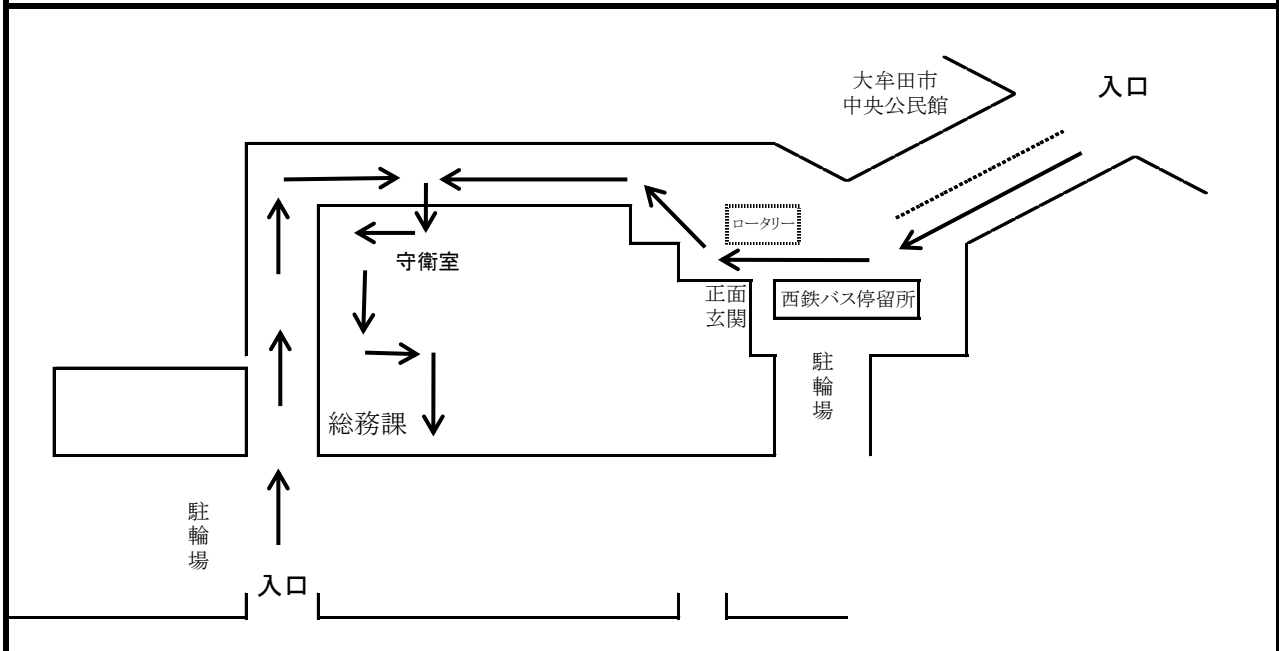 大牟田市
中央公民館
入口
ロータリー
守衛室
正面
玄関
西鉄バス停留所
駐輪場
総務課
駐輪場
入口